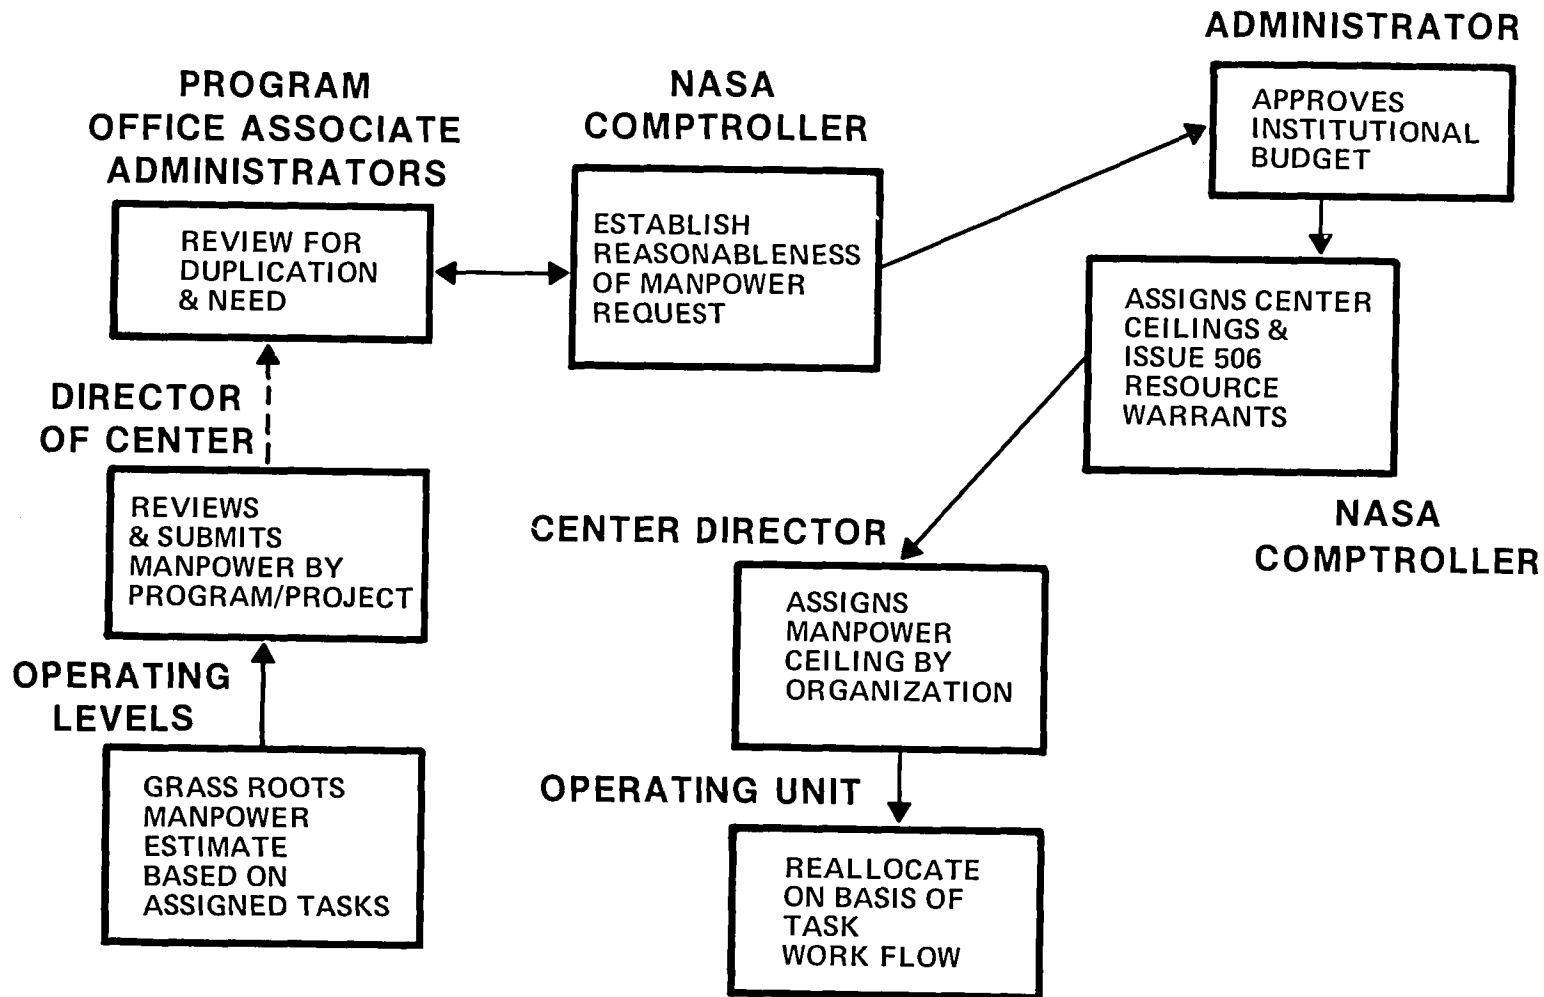 ADMINISTRATOR
APPROVES
INSTITUTIONAL
BUDGET
PROGRAM
OFFICE ASSOCIATE
ADMINISTRATORS
REVIEW FOR
DUPLICATION
& NEED
NASA
COMPTROLLER
ESTABLISH
REASONABLENESS
OF MANPOWER
REQUEST
ASSIGNS CENTER
CEILINGS &
ISSUE 506
RESOURCE
WARRANTS
NASA
COMPTROLLER
DIRECTOR
OF CENTER
REVIEWS
& SUBMITS
MANPOWER BY
PROGRAM/PROJECT
CENTER DIRECTOR
ASSIGNS
MANPOWER
CEILING BY
ORGANIZATION
OPERATING
LEVELS
GRASS ROOTS
MANPOWER
ESTIMATE
BASED ON
ASSIGNED TASKS
OPERATING UNIT
REALLOCATE
ON BASIS OF
TASK
WORK FLOW